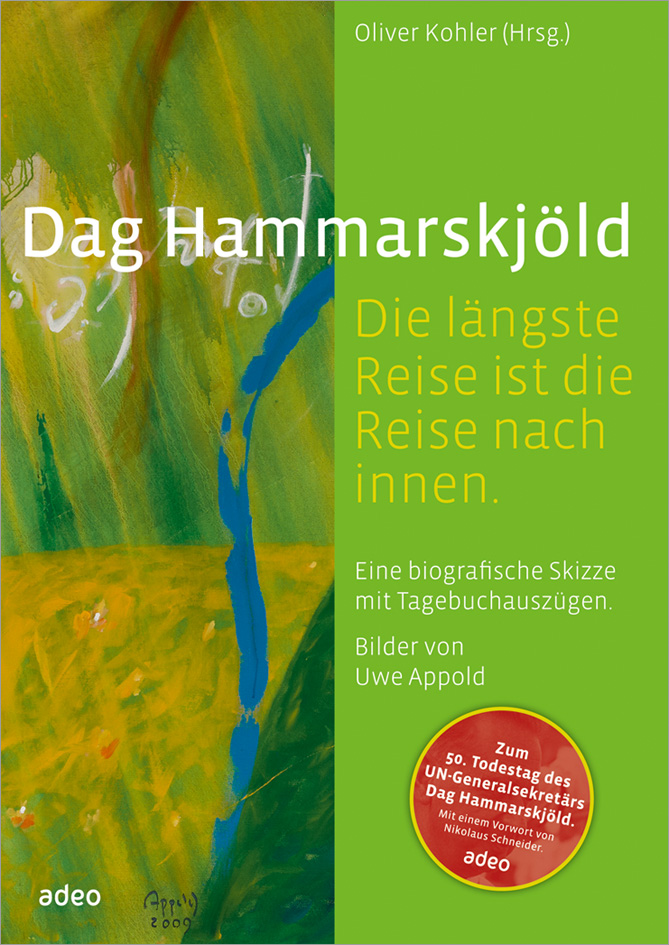 Oliver Kohler (Hrsg.)
Dag Hammarskjöld
Die längste
Reise ist die
Reise nach
innen.
Eine biografische Skizze
mit Tagebuchauszügen.
Bilder von
Uwe Appold
Zum
50. Todestag des
UN-Generalsekretärs
Dag Hammarskjöld.
Mit einem Vorwort von
Nikolaus Schneider.
adeo
adeo
2009